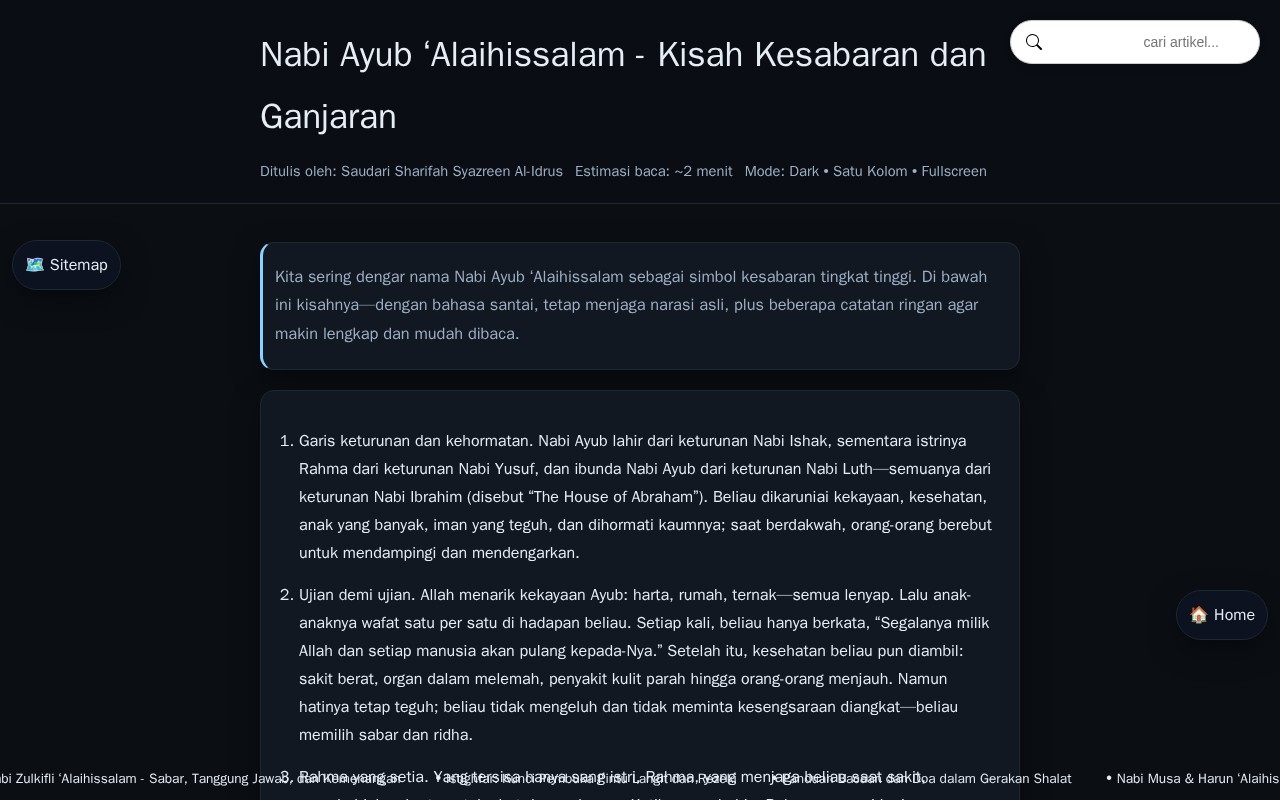 Nabi Ayub ‘Alaihissalam - Kisah Kesabaran dan
Ganjaran
cari artikel...
Ditulis oleh: Saudari Sharifah Syazreen Al-Idrus Estimasi baca: ~2 menit Mode: Dark • Satu Kolom • Fullscreen
🗺️ Sitemap
Kita sering dengar nama Nabi Ayub ‘Alaihissalam sebagai simbol kesabaran tingkat tinggi. Di bawah
ini kisahnya—dengan bahasa santai, tetap menjaga narasi asli, plus beberapa catatan ringan agar
makin lengkap dan mudah dibaca.
1. Garis keturunan dan kehormatan. Nabi Ayub lahir dari keturunan Nabi Ishak, sementara istrinya
Rahma dari keturunan Nabi Yusuf, dan ibunda Nabi Ayub dari keturunan Nabi Luth—semuanya dari
keturunan Nabi Ibrahim (disebut “The House of Abraham”). Beliau dikaruniai kekayaan, kesehatan,
anak yang banyak, iman yang teguh, dan dihormati kaumnya; saat berdakwah, orang-orang berebut
untuk mendampingi dan mendengarkan.
2. Ujian demi ujian. Allah menarik kekayaan Ayub: harta, rumah, ternak—semua lenyap. Lalu anak-
anaknya wafat satu per satu di hadapan beliau. Setiap kali, beliau hanya berkata, “Segalanya milik
Allah dan setiap manusia akan pulang kepada-Nya.” Setelah itu, kesehatan beliau pun diambil:
sakit berat, organ dalam melemah, penyakit kulit parah hingga orang-orang menjauh. Namun
hatinya tetap teguh; beliau tidak mengeluh dan tidak meminta kesengsaraan diangkat—beliau
memilih sabar dan ridha.
🏠 Home
3. Rahma yang setia. Yang tersisa hanya sang istri, Rahma, yang menjaga beliau saat sakit,
bi Zulkifli ‘Alaihissalam - Sabar, Tanggung Jawab, dan Kemenangan • Istighfar: Kunci Pembuka Pintu Langit dan Rezeki • dan Doa dalam Gerakan Shalat • Nabi Musa & Harun ‘Alaihis